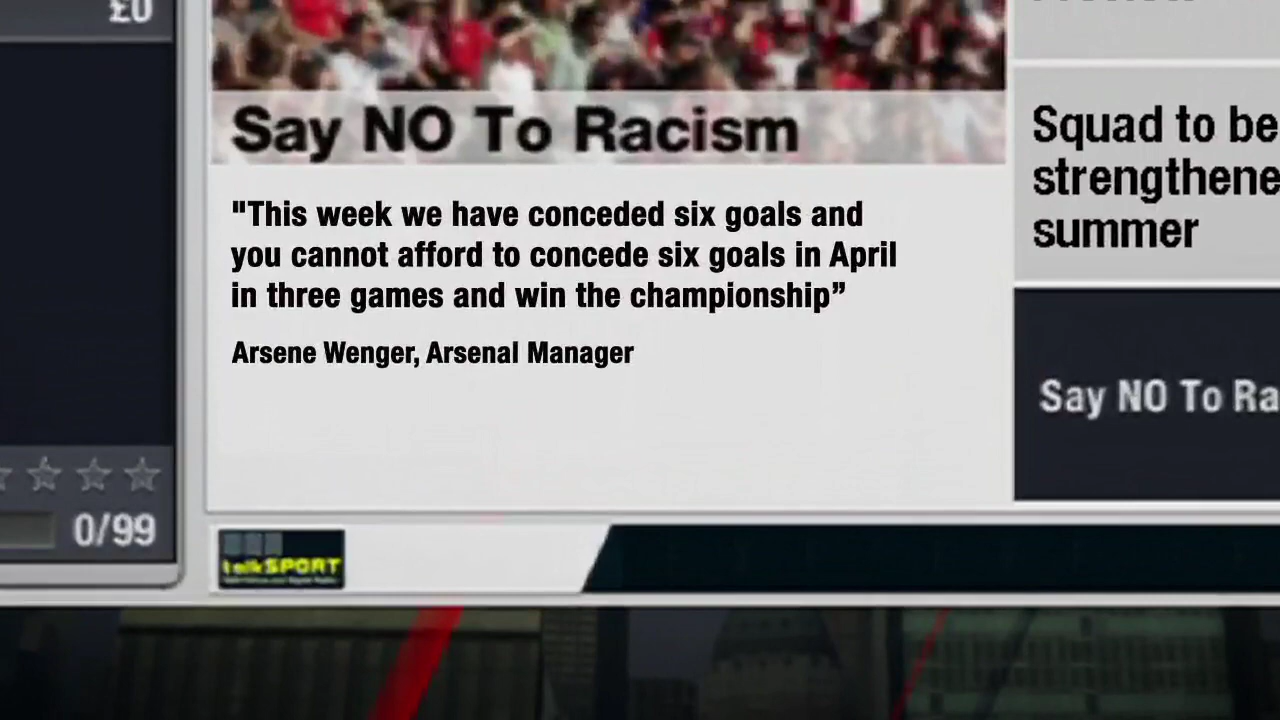 £0
Say NO To Racism
"This week we have conceded six goals and
you cannot afford to concede six goals in April
in three games and win the championship”
Arsene Wenger, Arsenal Manager
Squad to be
strengthene
summer
Say NO To Ra
0/99
talkSPORT